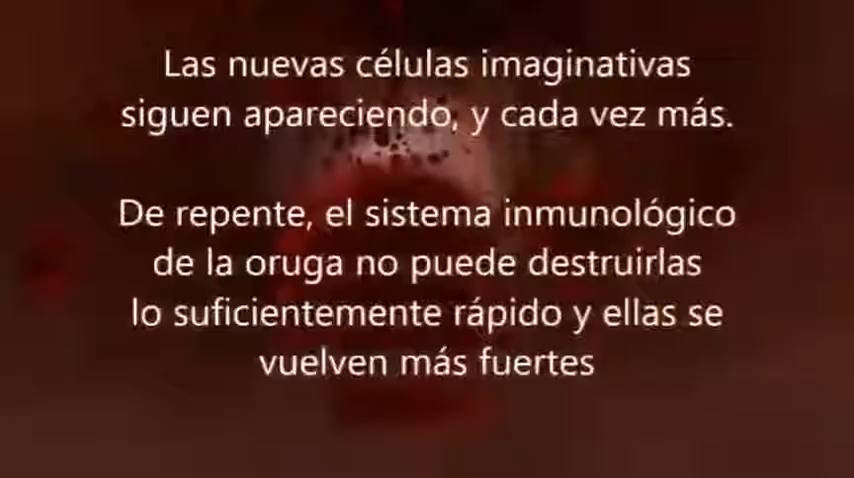 Las nuevas células imaginativas
siguen apareciendo, y cada vez más.
De repente, el sistema inmunológico
de la oruga no puede destruirlas
lo suficientemente rápido y ellas se
vuelven más fuertes